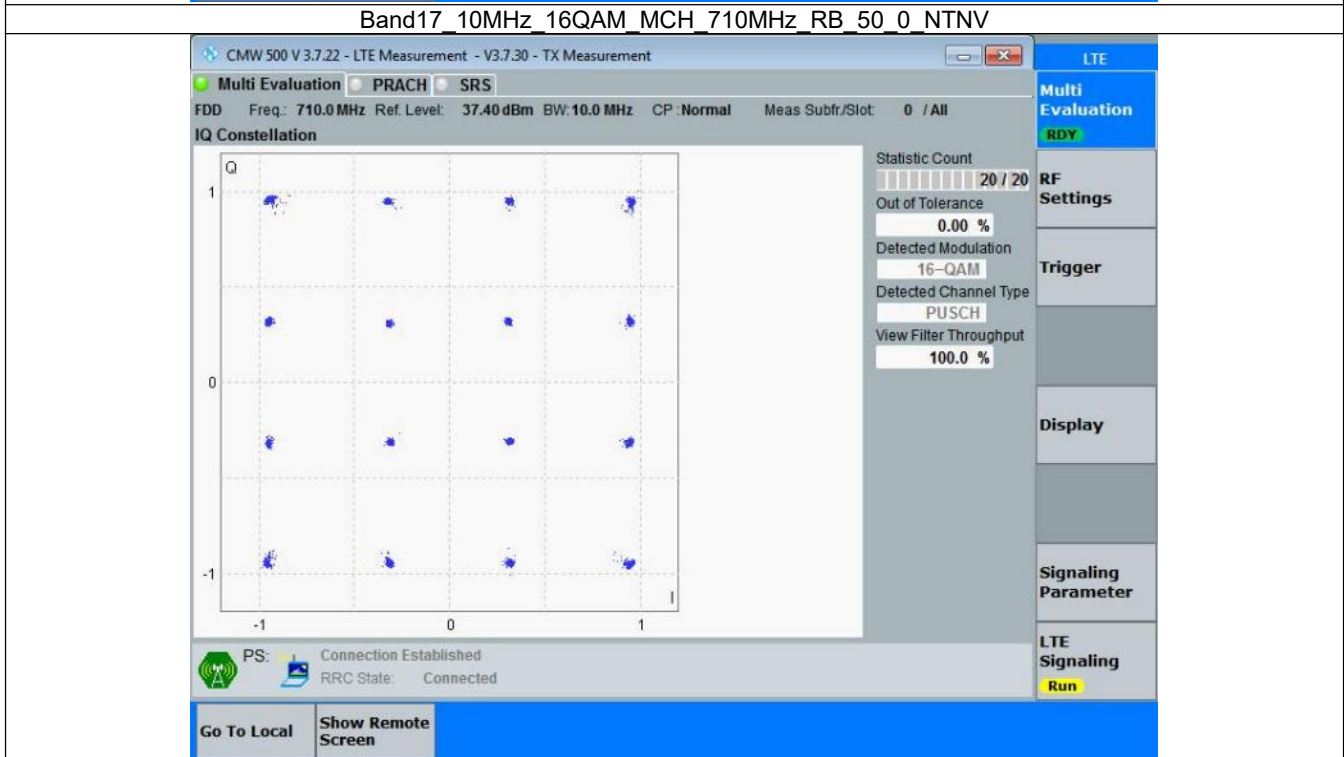 Band17_10MHz_16QAM_MCH_710MHz_RB_50_0_NTNV
CMW 500 V 3.7.22 - LTE Measurement - V3.7.30 - TX Measurement
LTE
Multi Evaluation PRACH SRS
Multi
Evaluation
RDY
FDD Freq.: 710.0 MHz Ref. Level: 37.40 dBm BW: 10.0 MHz CP : Normal Meas Subfr./Slot: 0 / All
IQ Constellation
Q
1
0
-1
-1 0 1
I
Statistic Count
20 / 20
Out of Tolerance
0.00 %
Detected Modulation
16-QAM
Detected Channel Type
PUSCH
View Filter Throughput
100.0 %
RF
Settings
Trigger
Display
Signaling
Parameter
LTE
Signaling
Run
PS: Connection Established
RRC State: Connected
Go To Local
Show Remote
Screen